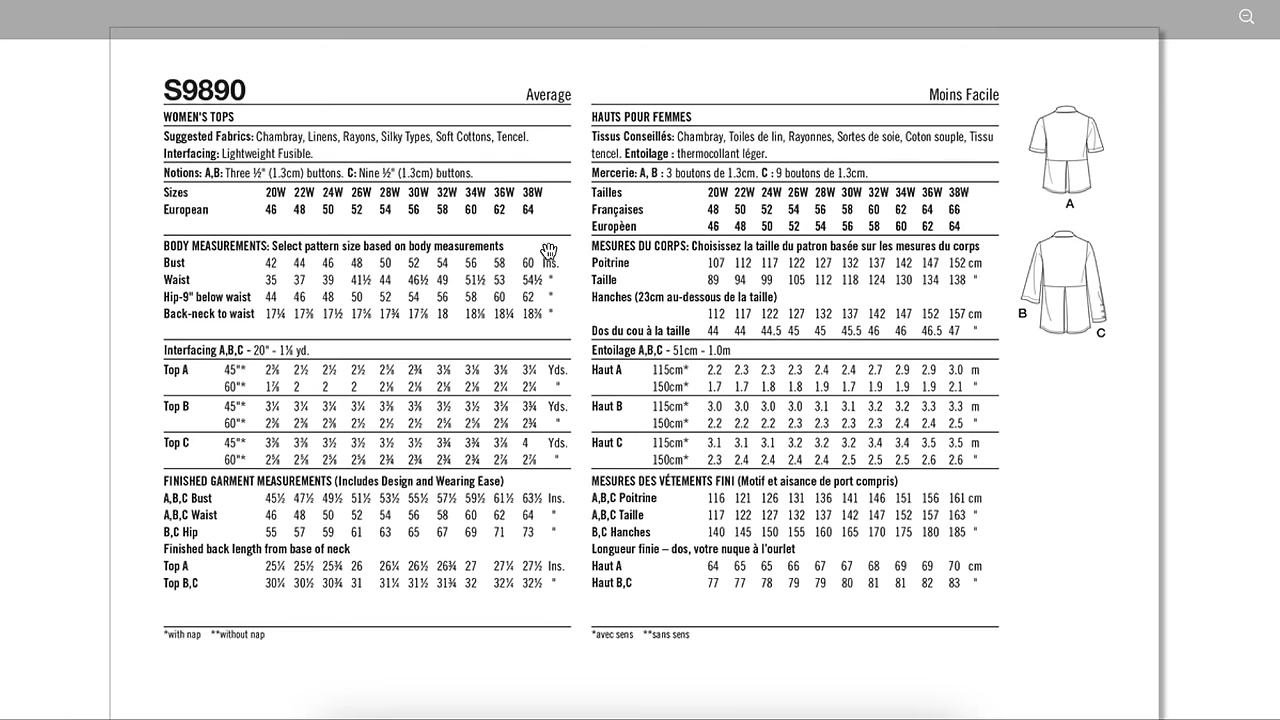 S9890 Average
WOMEN'S TOPS
Suggested Fabrics: Chambray, Linens, Rayons, Silky Types, Soft Cottons, Tencel.
Interfacing: Lightweight Fusible.
Notions: A,B: Three ½" (1.3cm) buttons. C: Nine ½" (1.3cm) buttons.
Sizes 20W 22W 24W 26W 28W 30W 32W 34W 36W 38W
European 46 48 50 52 54 56 58 60 62 64
BODY MEASUREMENTS: Select pattern size based on body measurements
Bust 42 44 46 48 50 52 54 56 58 60 Ins.
Waist 35 37 39 41½ 44 46½ 49 51½ 53 54½ "
Hip-9" below waist 44 46 48 50 52 54 56 58 60 62 "
Back-neck to waist 17¼ 17⅜ 17½ 17⅝ 17¾ 17⅞ 18 18⅛ 18¼ 18⅜ "
Interfacing A,B,C - 20" - 1⅛ yd.
Top A 45"* 2⅜ 2½ 2½ 2½ 2⅝ 2⅝ 2¾ 3⅛ 3⅛ 3¼ Yds.
60"* 1⅞ 2 2 2 2⅛ 2⅛ 2⅛ 2⅛ 2¼ 2¼ "
Top B 45"* 3¼ 3¼ 3¼ 3¼ 3⅜ 3⅜ 3½ 3½ 3⅝ 3¾ Yds.
60"* 2⅜ 2⅜ 2⅜ 2½ 2½ 2½ 2½ 2⅝ 2⅝ 2¾ "
Top C 45"* 3⅜ 3⅜ 3½ 3½ 3½ 3½ 3¾ 3¾ 3⅞ 4 Yds.
60"* 2⅝ 2⅝ 2⅝ 2⅝ 2¾ 2¾ 2¾ 2¾ 2⅞ 2⅞ "
FINISHED GARMENT MEASUREMENTS (Includes Design and Wearing Ease)
A,B,C Bust 45½ 47½ 49½ 51½ 53½ 55½ 57½ 59½ 61½ 63½ Ins.
A,B,C Waist 46 48 50 52 54 56 58 60 62 64 "
B,C Hip 55 57 59 61 63 65 67 69 71 73 "
Finished back length from base of neck
Top A 25¼ 25½ 25¾ 26 26¼ 26½ 26¾ 27 27¼ 27½ Ins.
Top B,C 30¼ 30½ 30¾ 31 31¼ 31½ 31¾ 32 32¼ 32½ "
*with nap **without nap
Moins Facile
HAUTS POUR FEMMES
Tissus Conseillés: Chambray, Toiles de lin, Rayonnes, Sortes de soie, Coton souple, Tissu
tencel. Entoilage : thermocollant léger.
Mercerie: A, B : 3 boutons de 1.3cm. C : 9 boutons de 1.3cm.
Tailles 20W 22W 24W 26W 28W 30W 32W 34W 36W 38W
Françaises 48 50 52 54 56 58 60 62 64 66
Europèen 46 48 50 52 54 56 58 60 62 64
MESURES DU CORPS: Choisissez la taille du patron basée sur les mesures du corps
Poitrine 107 112 117 122 127 132 137 142 147 152 cm
Taille 89 94 99 105 112 118 124 130 134 138 "
Hanches (23cm au-dessous de la taille)
112 117 122 127 132 137 142 147 152 157 cm
Dos du cou à la taille 44 44 44.5 45 45 45.5 46 46 46.5 47 "
Entoilage A,B,C - 51cm - 1.0m
Haut A 115cm* 2.2 2.3 2.3 2.3 2.4 2.4 2.7 2.9 2.9 3.0 m
150cm* 1.7 1.7 1.8 1.8 1.9 1.7 1.9 1.9 1.9 2.1 "
Haut B 115cm* 3.0 3.0 3.0 3.0 3.1 3.1 3.2 3.2 3.3 3.3 m
150cm* 2.2 2.2 2.2 2.3 2.3 2.3 2.3 2.4 2.4 2.5 "
Haut C 115cm* 3.1 3.1 3.1 3.2 3.2 3.2 3.4 3.4 3.5 3.5 m
150cm* 2.3 2.4 2.4 2.4 2.4 2.5 2.5 2.5 2.6 2.6 "
MESURES DES VÉTEMENTS FINI (Motif et aisance de port compris)
A,B,C Poitrine 116 121 126 131 136 141 146 151 156 161 cm
A,B,C Taille 117 122 127 132 137 142 147 152 157 163 "
B,C Hanches 140 145 150 155 160 165 170 175 180 185 "
Longueur finie – dos, votre nuque à l'ourlet
Haut A 64 65 65 66 67 67 68 69 69 70 cm
Haut B,C 77 77 78 79 79 80 81 81 82 83 "
*avec sens **sans sens
A
B
C